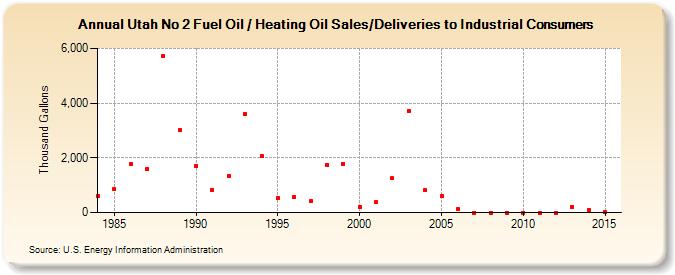 Annual Utah No 2 Fuel Oil / Heating Oil Sales/Deliveries to Industrial Consumers
Thousand Gallons
6,000
4,000
2,000
0
1985 1990 1995 2000 2005 2010 2015
Source: U.S. Energy Information Administration